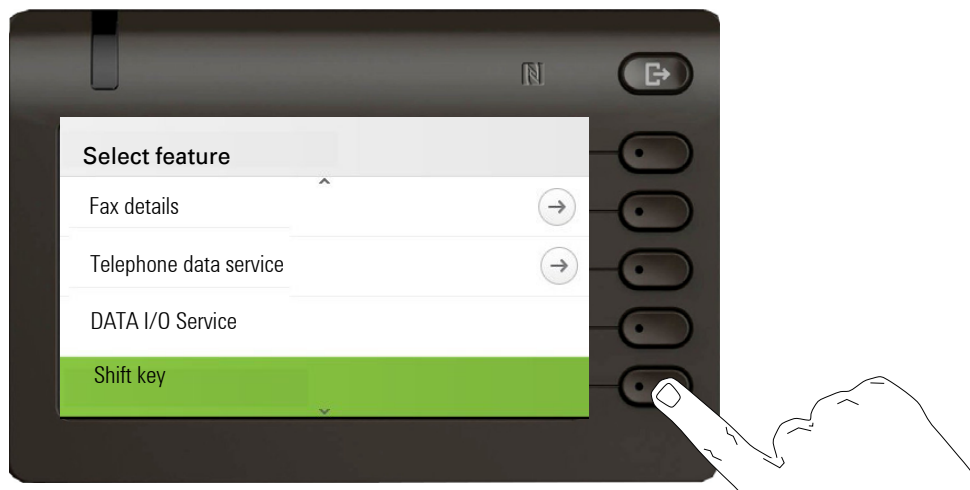 Select feature
Fax details
Telephone data service
DATA I/O Service
Shift key